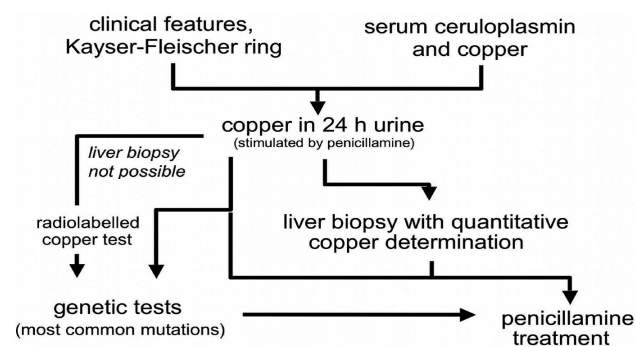 clinical features,
Kayser-Fleischer ring
serum ceruloplasmin
and copper
copper in 24 h urine
(stimulated by penicillamine)
liver biopsy
not possible
radiolabelled
copper test
liver biopsy with quantitative
copper determination
genetic tests
(most common mutations)
penicillamine
treatment